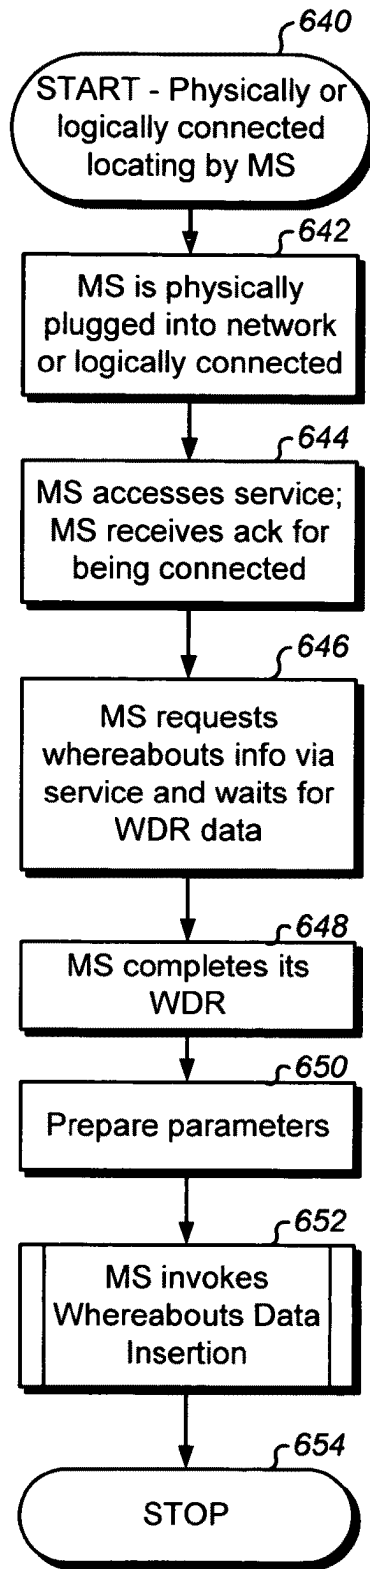 640
START - Physically or
logically connected
locating by MS
642
MS is physically
plugged into network
or logically connected
644
MS accesses service;
MS receives ack for
being connected
646
MS requests
whereabouts info via
service and waits for
WDR data
648
MS completes its
WDR
650
Prepare parameters
652
MS invokes
Whereabouts Data
Insertion
654
STOP